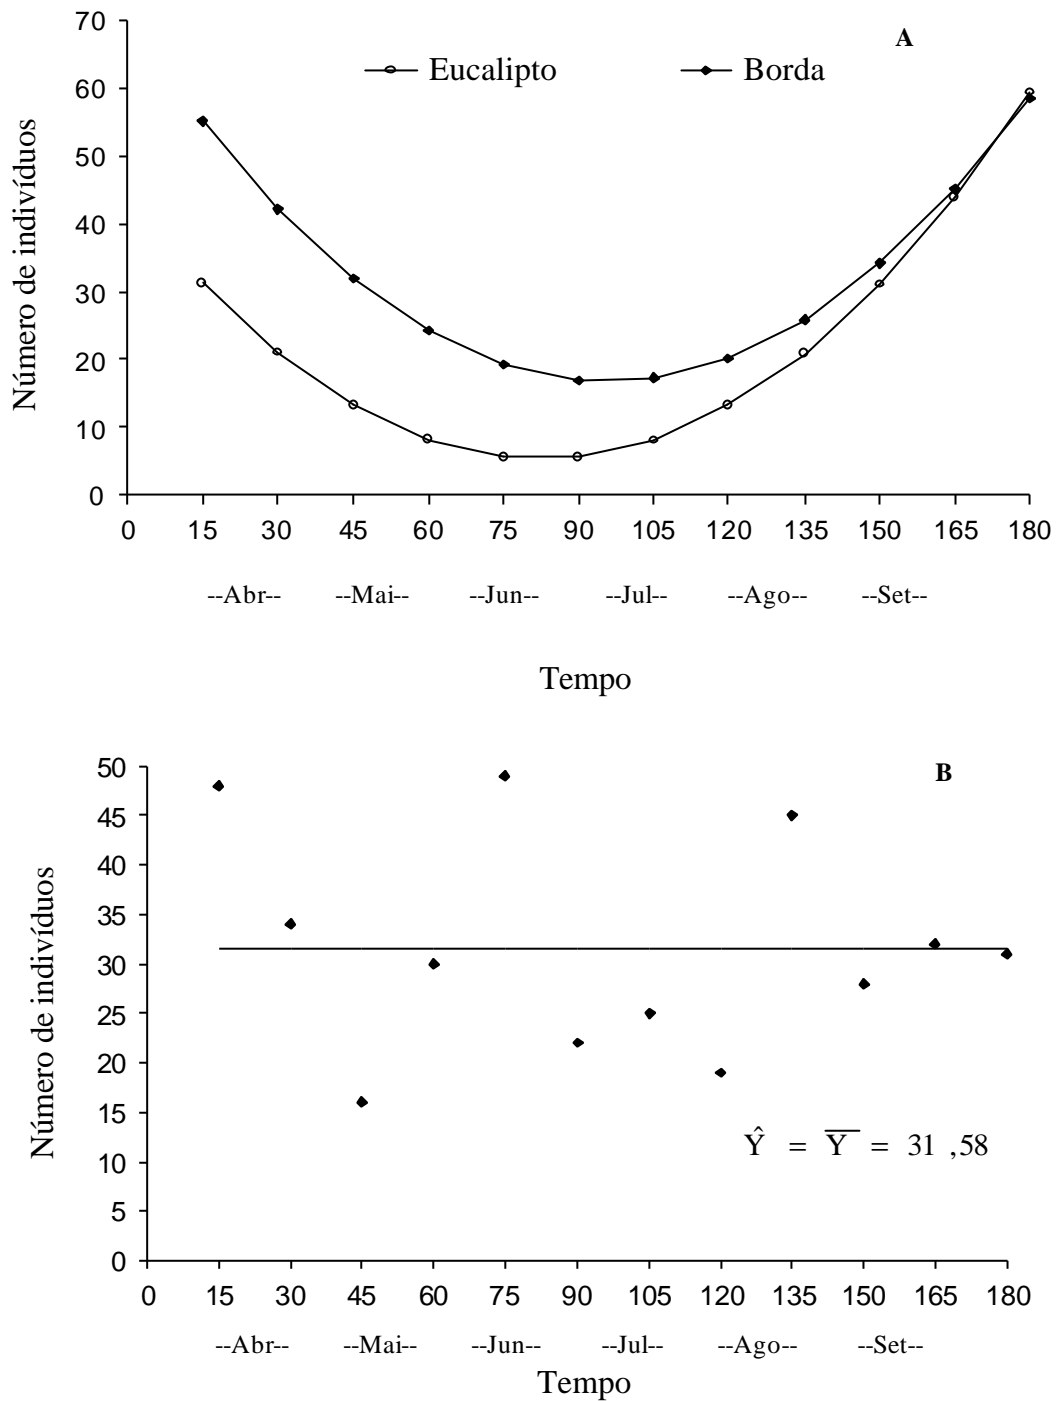 70
A
Eucalipto
Borda
60
50
40
30
20
10
0
Número de indivíduos
0 15 30 45 60 75 90 105 120 135 150 165 180
--Abr-- --Mai-- --Jun-- --Jul-- --Ago-- --Set--
Tempo
50
B
45
40
35
30
25
20
15
10
5
0
Número de indivíduos
Ŷ = Y̅ = 31 ,58
0 15 30 45 60 75 90 105 120 135 150 165 180
--Abr-- --Mai-- --Jun-- --Jul-- --Ago-- --Set--
Tempo